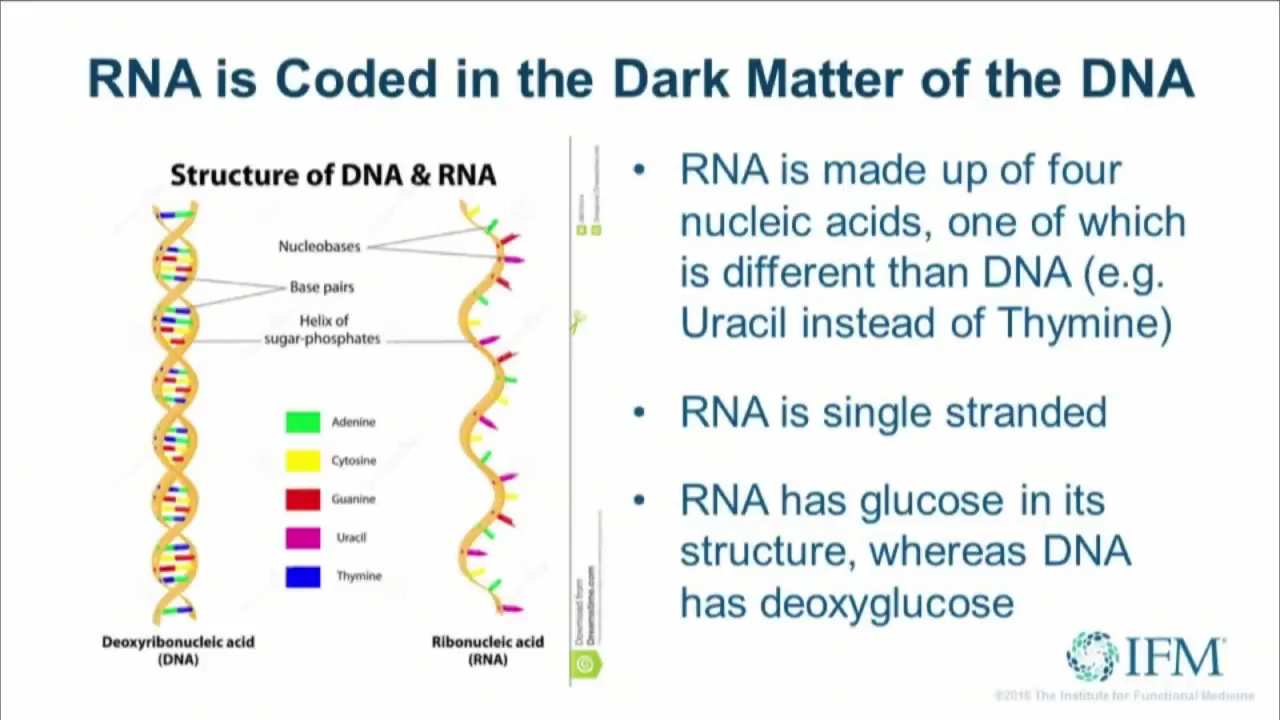 RNA is Coded in the Dark Matter of the DNA
Structure of DNA & RNA
Nucleobases
Base pairs
Helix of
sugar-phosphates
Adenine
Cytosine
Guanine
Uracil
Thymine
Deoxyribonucleic acid
(DNA)
Ribonucleic acid
(RNA)
Download from
Dreamstime.com
• RNA is made up of four
nucleic acids, one of which
is different than DNA (e.g.
Uracil instead of Thymine)
• RNA is single stranded
• RNA has glucose in its
structure, whereas DNA
has deoxyglucose
IFM
The Institute for Functional Medicine